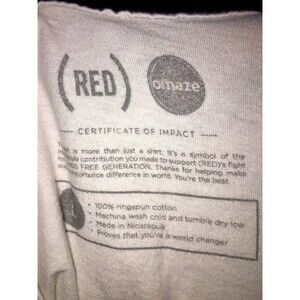 (RED)
omaze
CERTIFICATE OF IMPACT
is more than just a shirt. It's a symbol of the
contribution you made to support (RED)'s fight
FREE GENERATION. Thanks for helping make
difference in world. You're the best
• 100% ringspun cotton
• Machina wash cold and tumble dry low
• Made in Nicaragua
• Proves that you're a world changer